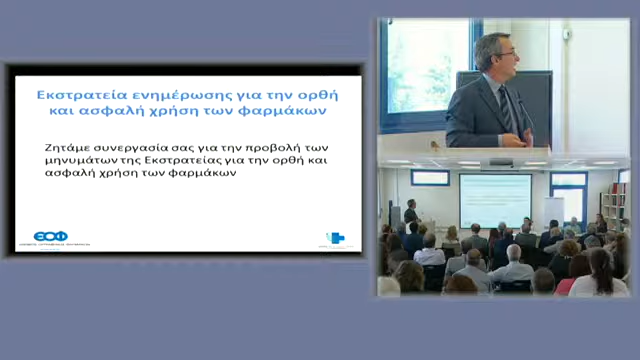 Εκστρατεία ενημέρωσης για την ορθή
και ασφαλή χρήση των φαρμάκων
Ζητάμε συνεργασία σας για την προβολή των
μηνυμάτων της Εκστρατείας για την ορθή και
ασφαλή χρήση των φαρμάκων
ΕΟΦ